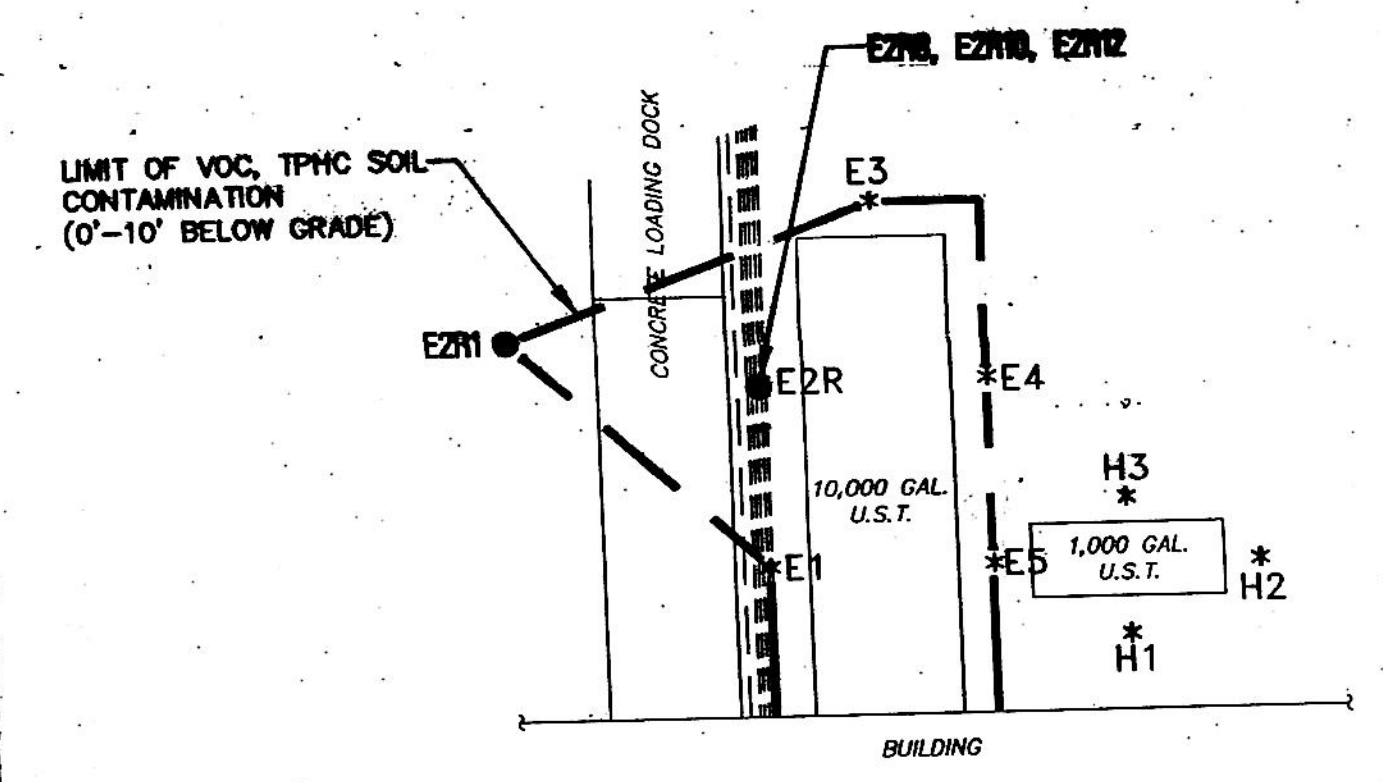 E2R8, E2R10, E2R12
LIMIT OF VOC, TPHC SOIL
CONTAMINATION
(0'-10' BELOW GRADE)
CONCRETE LOADING DOCK
E3
E2R1
E2R
*E4
10,000 GAL.
U.S.T.
H3
*
1,000 GAL.
U.S.T.
*E1
*E5
*
H2
*
H1
BUILDING